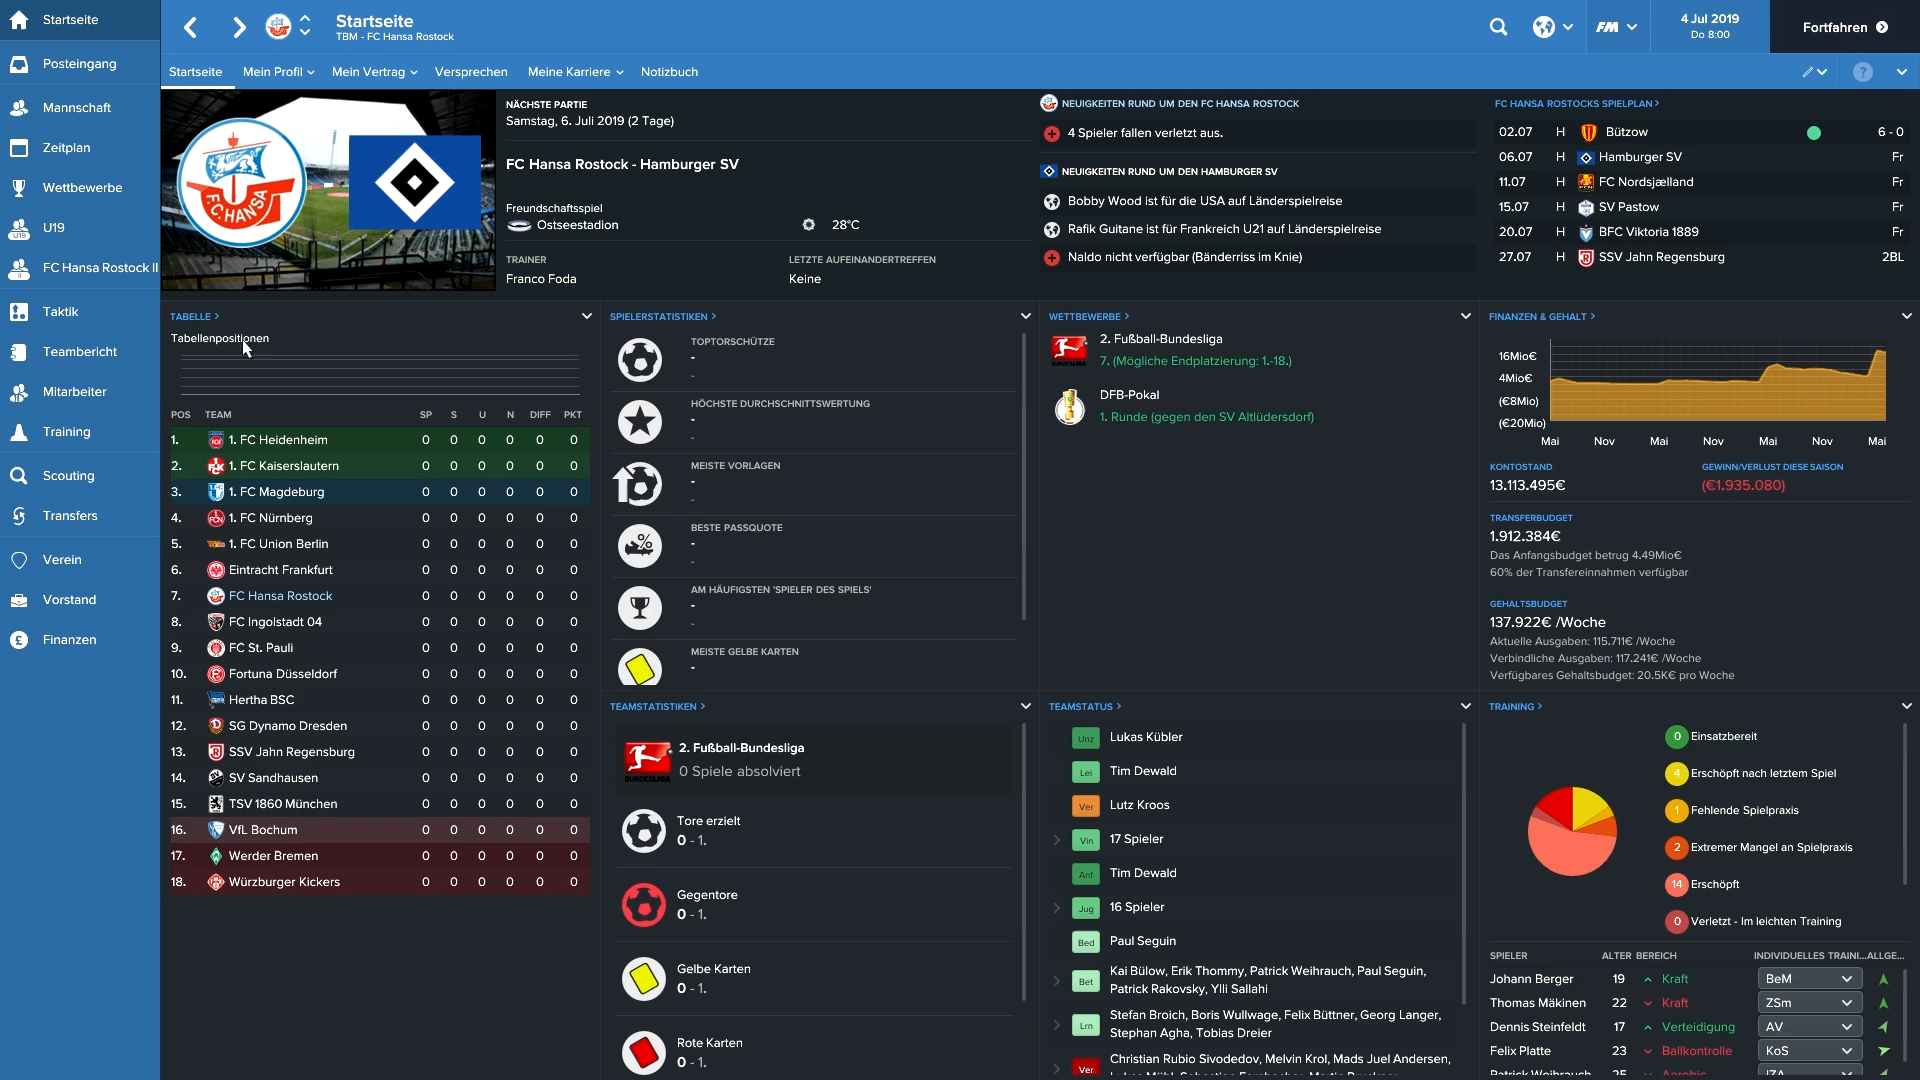 Startseite
Posteingang
Mannschaft
Zeitplan
Wettbewerbe
U19
FC Hansa Rostock II
Taktik
Teambericht
Mitarbeiter
Training
Scouting
Transfers
Verein
Vorstand
Finanzen
Startseite
TBM - FC Hansa Rostock
FM
4 Jul 2019
Do 8:00
Fortfahren
Startseite Mein Profil Mein Vertrag Versprechen Meine Karriere Notizbuch
NÄCHSTE PARTIE
Samstag, 6. Juli 2019 (2 Tage)
FC Hansa Rostock - Hamburger SV
Freundschaftsspiel
Ostseestadion
28°C
TRAINER
Franco Foda
LETZTE AUFEINANDERTREFFEN
Keine
NEUIGKEITEN RUND UM DEN FC HANSA ROSTOCK
4 Spieler fallen verletzt aus.
NEUIGKEITEN RUND UM DEN HAMBURGER SV
Bobby Wood ist für die USA auf Länderspielreise
Rafik Guitane ist für Frankreich U21 auf Länderspielreise
Naldo nicht verfügbar (Bänderriss im Knie)
FC HANSA ROSTOCKS SPIELPLAN >
02.07 H Bützow 6 - 0
06.07 H Hamburger SV Fr
11.07 H FC Nordsjælland Fr
15.07 H SV Pastow Fr
20.07 H BFC Viktoria 1889 Fr
27.07 H SSV Jahn Regensburg 2BL
TABELLE >
Tabellenpositionen
POS TEAM SP S U N DIFF PKT
1. 1. FC Heidenheim 0 0 0 0 0 0
2. 1. FC Kaiserslautern 0 0 0 0 0 0
3. 1. FC Magdeburg 0 0 0 0 0 0
4. 1. FC Nürnberg 0 0 0 0 0 0
5. 1. FC Union Berlin 0 0 0 0 0 0
6. Eintracht Frankfurt 0 0 0 0 0 0
7. FC Hansa Rostock 0 0 0 0 0 0
8. FC Ingolstadt 04 0 0 0 0 0 0
9. FC St. Pauli 0 0 0 0 0 0
10. Fortuna Düsseldorf 0 0 0 0 0 0
11. Hertha BSC 0 0 0 0 0 0
12. SG Dynamo Dresden 0 0 0 0 0 0
13. SSV Jahn Regensburg 0 0 0 0 0 0
14. SV Sandhausen 0 0 0 0 0 0
15. TSV 1860 München 0 0 0 0 0 0
16. VfL Bochum 0 0 0 0 0 0
17. Werder Bremen 0 0 0 0 0 0
18. Würzburger Kickers 0 0 0 0 0 0
SPIELERSTATISTIKEN >
TOPTORSCHÜTZE
-
-
HÖCHSTE DURCHSCHNITTSWERTUNG
-
-
MEISTE VORLAGEN
-
-
BESTE PASSQUOTE
-
-
AM HÄUFIGSTEN 'SPIELER DES SPIELS'
-
-
MEISTE GELBE KARTEN
-
WETTBEWERBE >
2. Fußball-Bundesliga
7. (Mögliche Endplatzierung: 1.-18.)
DFB-Pokal
1. Runde (gegen den SV Altlüdersdorf)
FINANZEN & GEHALT >
16Mio€
4Mio€
(€8Mio)
(€20Mio)
Mai Nov Mai Nov Mai Nov Mai
KONTOSTAND
13.113.495€
GEWINN/VERLUST DIESE SAISON
(€1.935.080)
TRANSFERBUDGET
1.912.384€
Das Anfangsbudget betrug 4.49Mio€
60% der Transfereinnahmen verfügbar
GEHALTSBUDGET
137.922€ /Woche
Aktuelle Ausgaben: 115.711€ /Woche
Verbindliche Ausgaben: 117.241€ /Woche
Verfügbares Gehaltsbudget: 20.5K€ pro Woche
TEAMSTATISTIKEN >
2. Fußball-Bundesliga
0 Spiele absolviert
Tore erzielt
0 - 1.
Gegentore
0 - 1.
Gelbe Karten
0 - 1.
Rote Karten
0 - 1.
TEAMSTATUS >
Unz Lukas Kübler
Lei Tim Dewald
Ver Lutz Kroos
Vin 17 Spieler
Anf Tim Dewald
Jug 16 Spieler
Bed Paul Seguin
Bet Kai Bülow, Erik Thommy, Patrick Weihrauch, Paul Seguin,
Patrick Rakovsky, Ylli Sallahi
Lrn Stefan Broich, Boris Wullwage, Felix Büttner, Georg Langer,
Stephan Agha, Tobias Dreier
Ver Christian Rubio Sivodedov, Melvin Krol, Mads Juel Andersen,
TRAINING >
0 Einsatzbereit
4 Erschöpft nach letztem Spiel
1 Fehlende Spielpraxis
2 Extremer Mangel an Spielpraxis
14 Erschöpft
0 Verletzt - Im leichten Training
SPIELER ALTER BEREICH INDIVIDUELLES TRAINI... ALLGE...
Johann Berger 19 Kraft BeM
Thomas Mäkinen 22 Kraft ZSm
Dennis Steinfeldt 17 Verteidigung AV
Felix Platte 23 Ballkontrolle KoS
Patrick Weihrauch 25 Aerobic